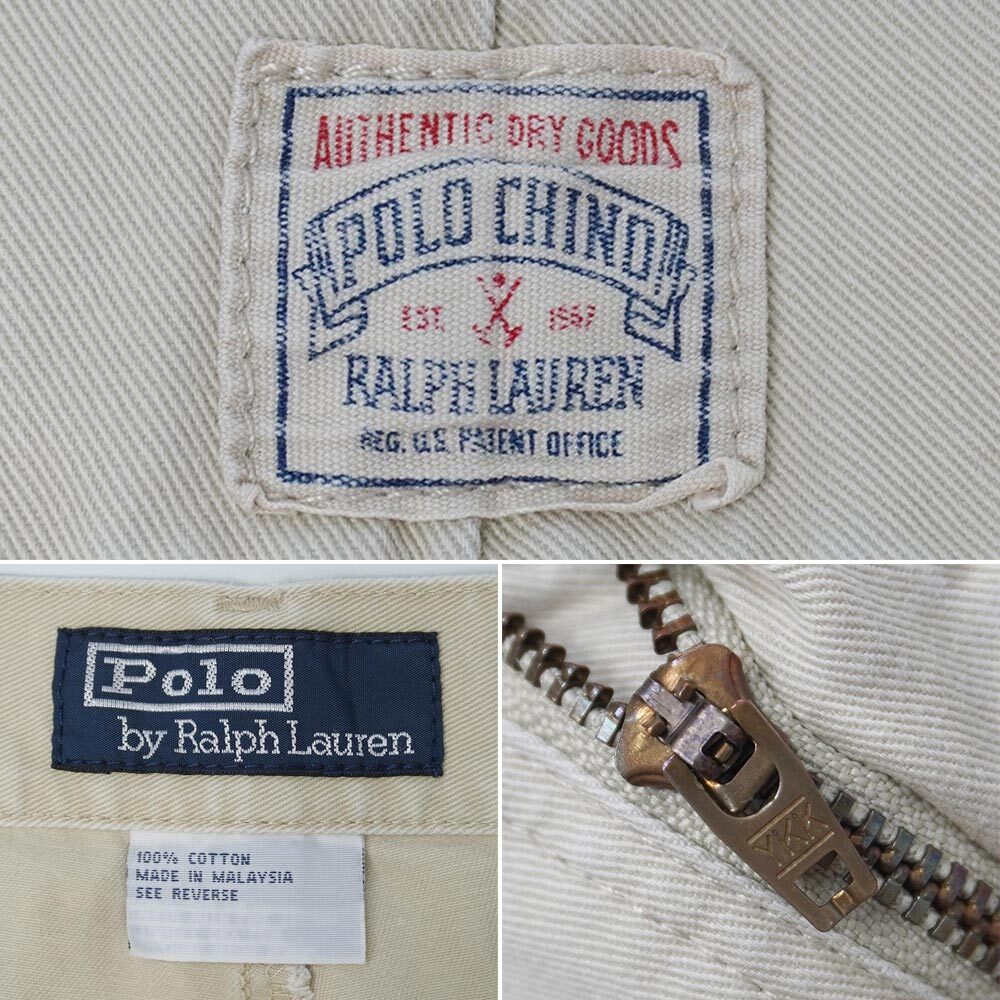 AUTHENTIC DRY GOODS
POLO CHINO
EST. 1967
RALPH LAUREN
REG. U.S. PATENT OFFICE
Polo
by Ralph Lauren
100% COTTON
MADE IN MALAYSIA
SEE REVERSE
YKK